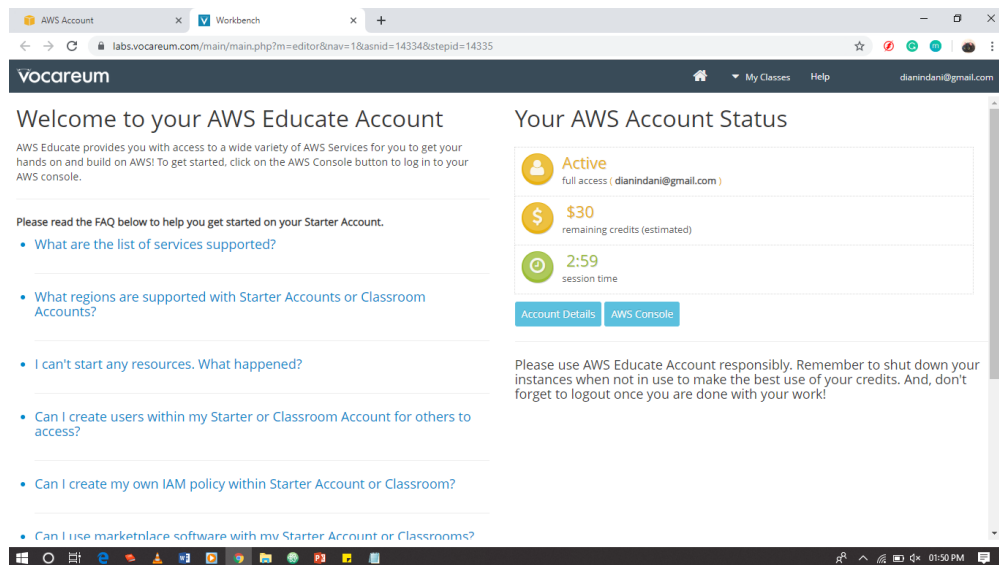 AWS Account
Workbench
labs.vocareum.com/main/main.php?m=editor&nav=1&asnid=14334&stepid=14335
vocareum
My Classes
Help
dianindani@gmail.com
Welcome to your AWS Educate Account
AWS Educate provides you with access to a wide variety of AWS Services for you to get your
hands on and build on AWS! To get started, click on the AWS Console button to log in to your
AWS console.
Please read the FAQ below to help you get started on your Starter Account.
• What are the list of services supported?
• What regions are supported with Starter Accounts or Classroom
Accounts?
• I can't start any resources. What happened?
• Can I create users within my Starter or Classroom Account for others to
access?
• Can I create my own IAM policy within Starter Account or Classroom?
• Can I use marketplace software with my Starter Account or Classrooms?
Your AWS Account Status
Active
full access ( dianindani@gmail.com )
$30
remaining credits (estimated)
2:59
session time
Account Details
AWS Console
Please use AWS Educate Account responsibly. Remember to shut down your
instances when not in use to make the best use of your credits. And, don't
forget to logout once you are done with your work!
01:50 PM